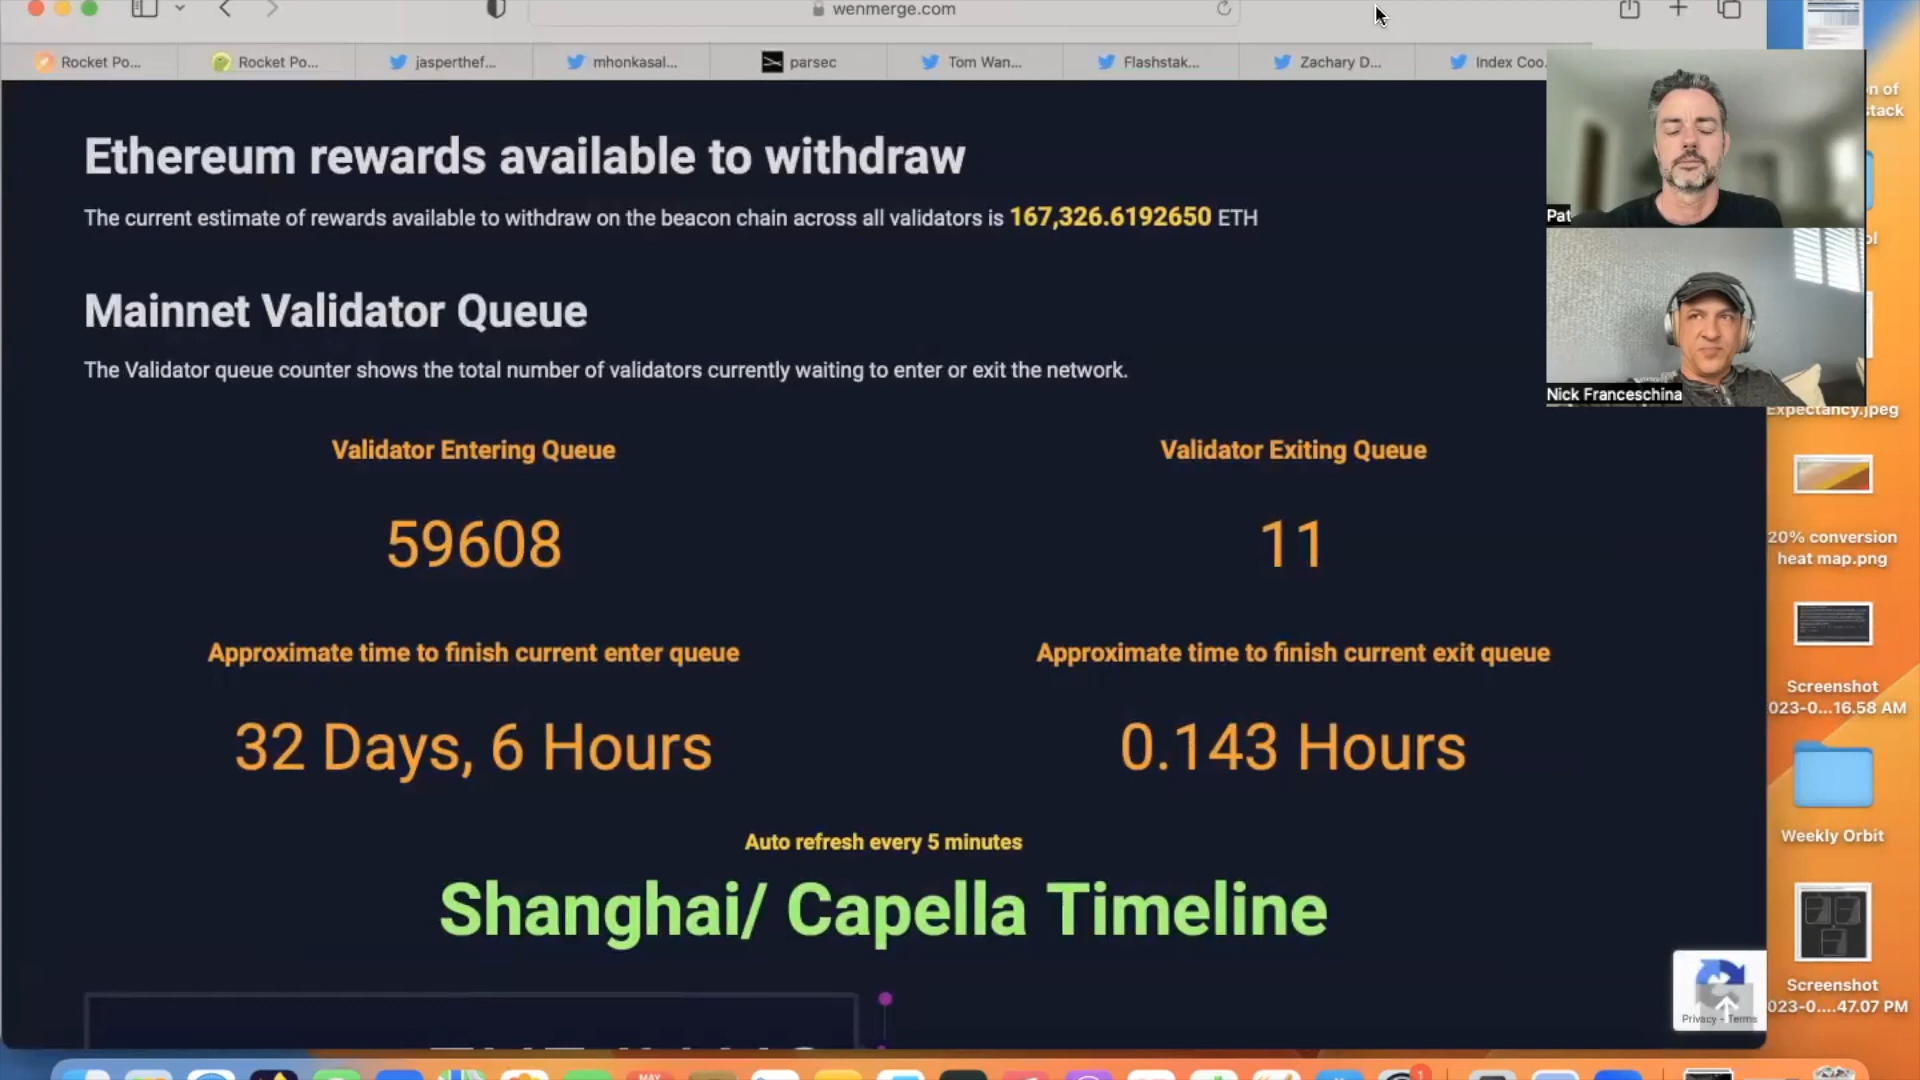 wenmerge.com
Rocket Po...
Rocket Po...
jasperthef...
mhonkasal...
parsec
Tom Wan...
Flashstak...
Zachary D...
Index Coo.
Ethereum rewards available to withdraw
The current estimate of rewards available to withdraw on the beacon chain across all validators is 167,326.6192650 ETH
Mainnet Validator Queue
The Validator queue counter shows the total number of validators currently waiting to enter or exit the network.
Validator Entering Queue
Validator Exiting Queue
59608
11
Approximate time to finish current enter queue
Approximate time to finish current exit queue
32 Days, 6 Hours
0.143 Hours
Auto refresh every 5 minutes
Shanghai/ Capella Timeline
Privacy - Terms
Pat
Nick Franceschina
n of
stack
ol
Expectancy.jpeg
20% conversion
heat map.png
Screenshot
023-0...16.58 AM
Weekly Orbit
Screenshot
023-0....47.07 PM
MAY
1